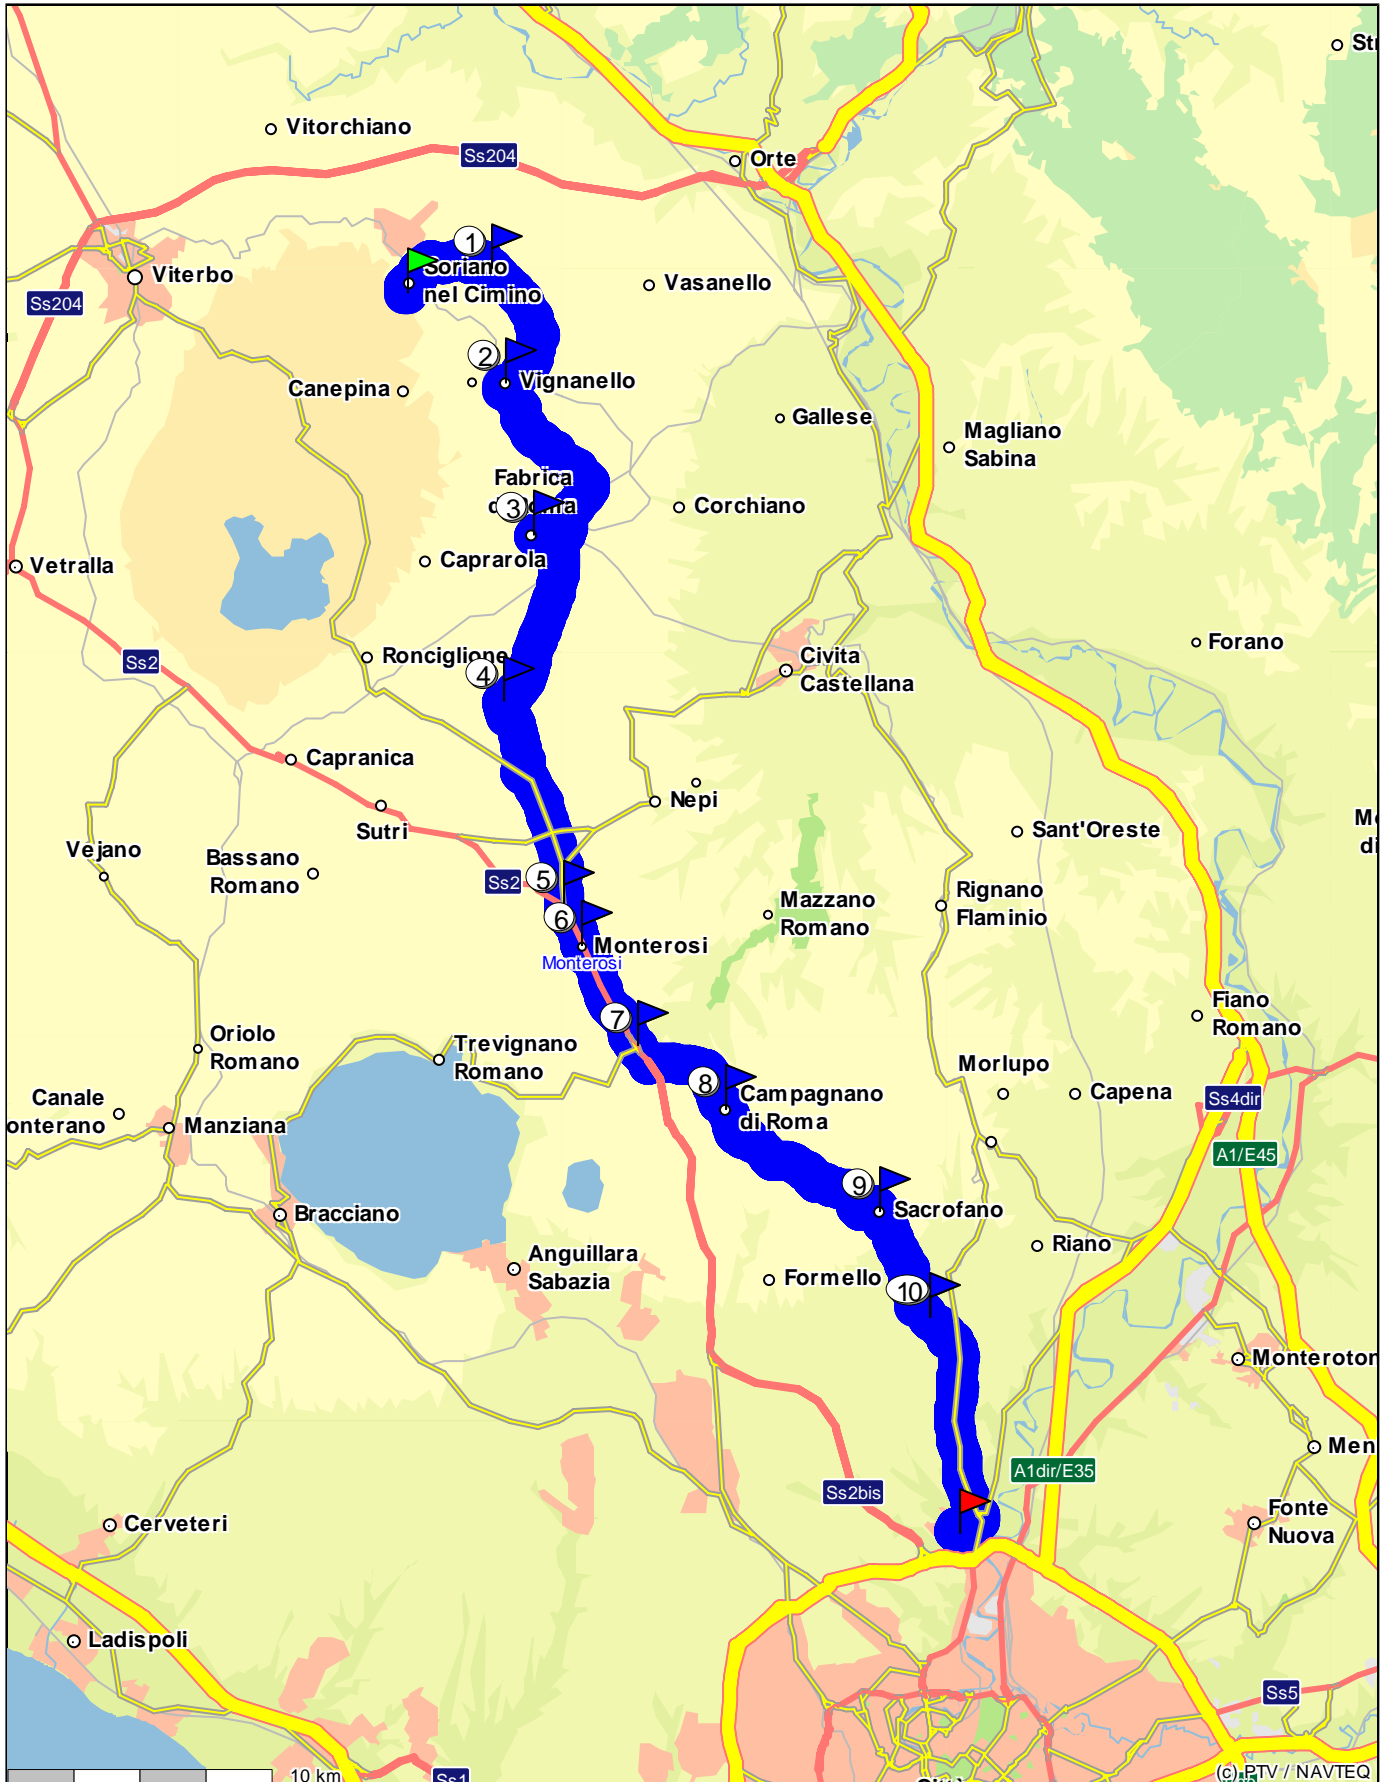 Vitorchiano
Ss204
Orte
1
Soriano
nel Cimino
Viterbo
Ss204
Vasanello
2
Vignanello
Canepina
Gallese
Magliano
Sabina
Fabrica
3
Corchiano
Caprarola
Vetralla
Forano
Ss2
Ronciglione
4
Civita
Castellana
Capranica
Nepi
Sutri
Sant'Oreste
Vejano
Bassano
Romano
5
Ss2
Mazzano
Romano
Rignano
Flaminio
6
Monterosi
Monterosi
7
Fiano
Romano
Oriolo
Romano
Trevignano
Romano
Morlupo
8
Campagnano
di Roma
Capena
Ss4dir
Canale
onterano
Manziana
A1/E45
9
Sacrofano
Bracciano
Riano
Anguillara
Sabazia
Formello
10
Monteroton
Men
A1dir/E35
Ss2bis
Fonte
Nuova
Cerveteri
Ladispoli
Ss5
10 km
Ss1
(c) PTV / NAVTEQ